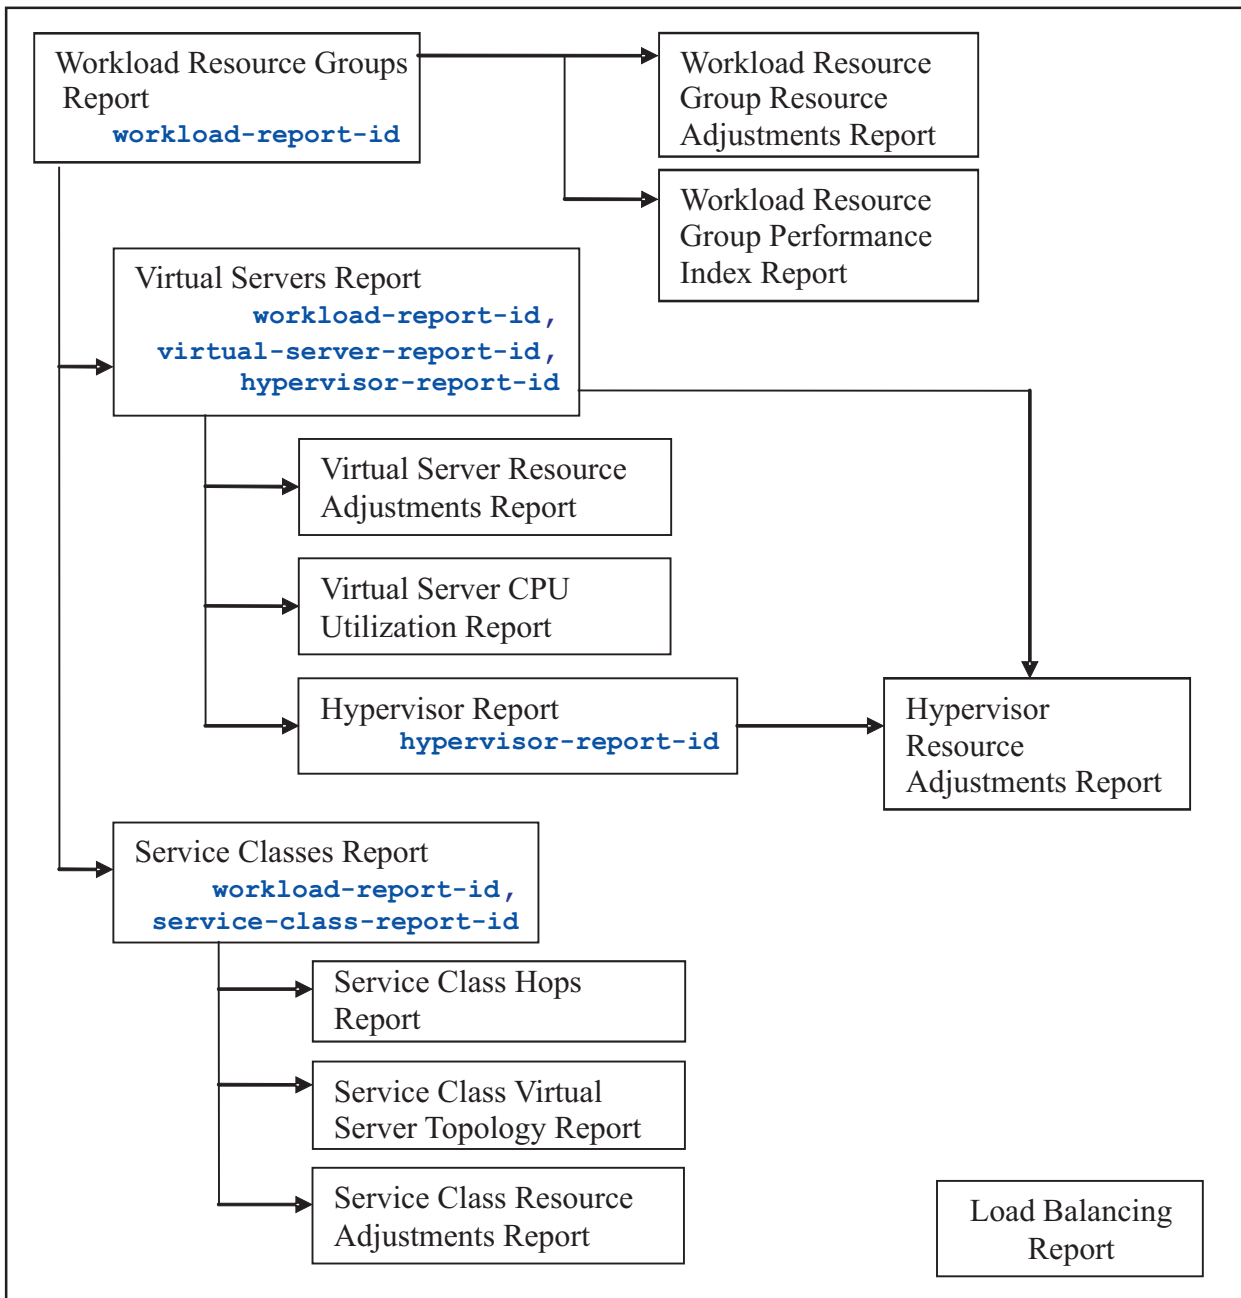 Workload Resource Groups
Report
workload-report-id
Workload Resource
Group Resource
Adjustments Report
Workload Resource
Group Performance
Index Report
Virtual Servers Report
workload-report-id,
virtual-server-report-id,
hypervisor-report-id
Virtual Server Resource
Adjustments Report
Virtual Server CPU
Utilization Report
Hypervisor Report
hypervisor-report-id
Hypervisor
Resource
Adjustments Report
Service Classes Report
workload-report-id,
service-class-report-id
Service Class Hops
Report
Service Class Virtual
Server Topology Report
Service Class Resource
Adjustments Report
Load Balancing
Report